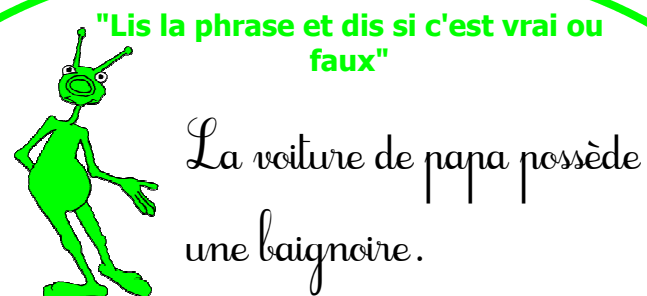 "Lis la phrase et dis si c'est vrai ou
faux"
La voiture de papa possède
une baignoire.